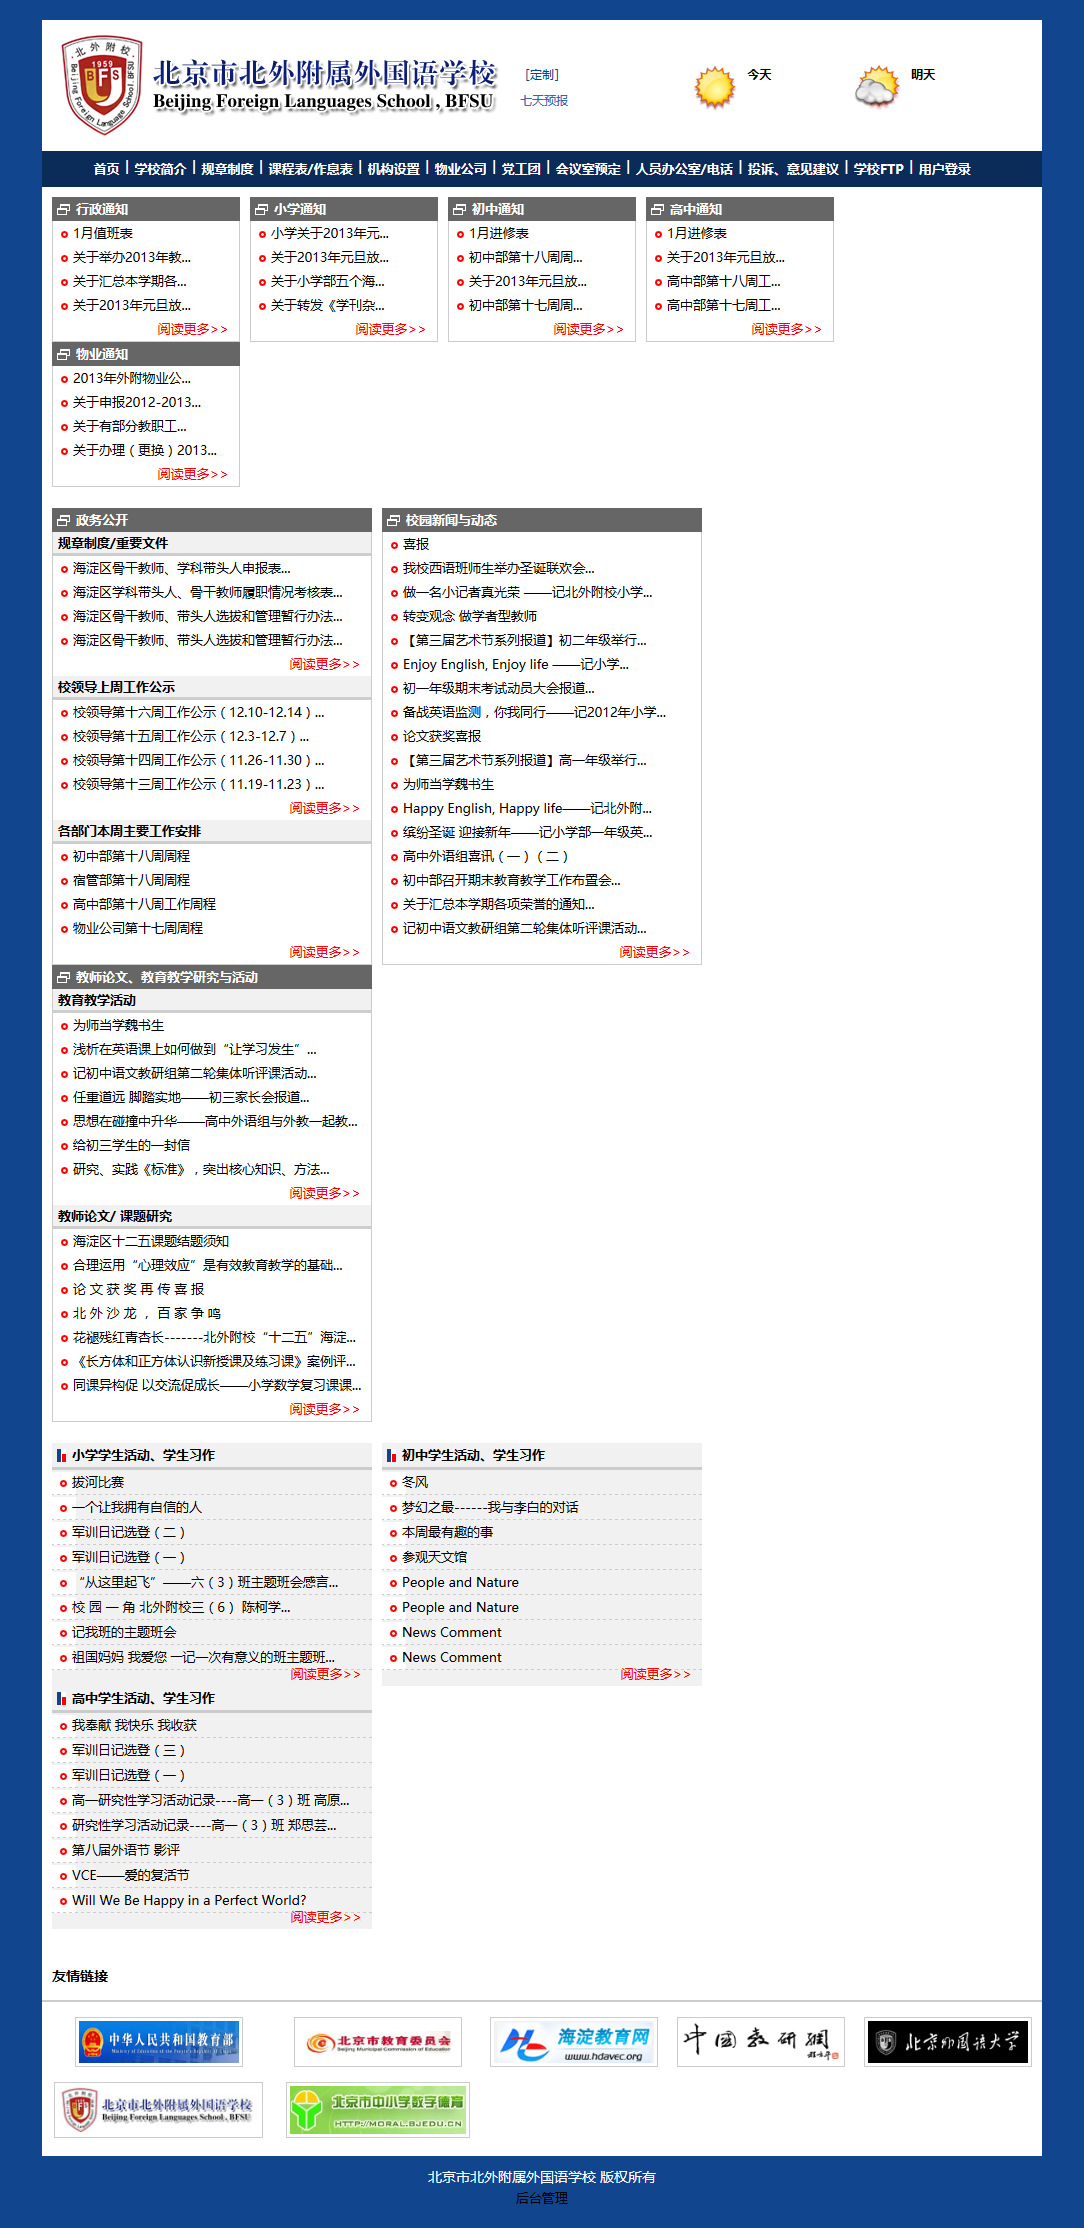 北外附校
1959
BFS
Beijing Foreign Language School, BFSU
北京市北外附属外国语学校
Beijing Foreign Languages School , BFSU
[定制]
七天预报
今天
明天
首页 | 学校简介 | 规章制度 | 课程表/作息表 | 机构设置 | 物业公司 | 党工团 | 会议室预定 | 人员办公室/电话 | 投诉、意见建议 | 学校FTP | 用户登录
行政通知
1月值班表
关于举办2013年教...
关于汇总本学期各...
关于2013年元旦放...
阅读更多>>
小学通知
小学关于2013年元...
关于2013年元旦放...
关于小学部五个海...
关于转发《学刊杂...
阅读更多>>
初中通知
1月进修表
初中部第十八周周...
关于2013年元旦放...
初中部第十七周周...
阅读更多>>
高中通知
1月进修表
关于2013年元旦放...
高中部第十八周工...
高中部第十七周工...
阅读更多>>
物业通知
2013年外附物业公...
关于申报2012-2013...
关于有部分教职工...
关于办理（更换）2013...
阅读更多>>
政务公开
规章制度/重要文件
海淀区骨干教师、学科带头人申报表...
海淀区学科带头人、骨干教师履职情况考核表...
海淀区骨干教师、带头人选拔和管理暂行办法...
海淀区骨干教师、带头人选拔和管理暂行办法...
阅读更多>>
校领导上周工作公示
校领导第十六周工作公示（12.10-12.14）...
校领导第十五周工作公示（12.3-12.7）...
校领导第十四周工作公示（11.26-11.30）...
校领导第十三周工作公示（11.19-11.23）...
阅读更多>>
各部门本周主要工作安排
初中部第十八周周程
宿管部第十八周周程
高中部第十八周工作周程
物业公司第十七周周程
阅读更多>>
校园新闻与动态
喜报
我校西语班师生举办圣诞联欢会...
做一名小记者真光荣 ——记北外附校小学...
转变观念 做学者型教师
【第三届艺术节系列报道】初二年级举行...
Enjoy English, Enjoy life ——记小学...
初一年级期末考试动员大会报道...
备战英语监测，你我同行——记2012年小学...
论文获奖喜报
【第三届艺术节系列报道】高一年级举行...
为师当学魏书生
Happy English, Happy life——记北外附...
缤纷圣诞 迎接新年——记小学部一年级英...
高中外语组喜讯（一）（二）
初中部召开期末教育教学工作布置会...
关于汇总本学期各项荣誉的通知...
记初中语文教研组第二轮集体听评课活动...
阅读更多>>
教师论文、教育教学研究与活动
教育教学活动
为师当学魏书生
浅析在英语课上如何做到“让学习发生”...
记初中语文教研组第二轮集体听评课活动...
任重道远 脚踏实地——初三家长会报道...
思想在碰撞中升华——高中外语组与外教一起教...
给初三学生的一封信
研究、实践《标准》，突出核心知识、方法...
阅读更多>>
教师论文/ 课题研究
海淀区十二五课题结题须知
合理运用“心理效应”是有效教育教学的基础...
论 文 获 奖 再 传 喜 报
北 外 沙 龙 ， 百 家 争 鸣
花褪残红青杏长-------北外附校“十二五”海淀...
《长方体和正方体认识新授课及练习课》案例评...
同课异构促 以交流促成长——小学数学复习课课...
阅读更多>>
小学学生活动、学生习作
拔河比赛
一个让我拥有自信的人
军训日记选登（二）
军训日记选登（一）
“从这里起飞”——六（3）班主题班会感言...
校 园 一 角 北外附校三（6） 陈柯学...
记我班的主题班会
祖国妈妈 我爱您 一记一次有意义的班主题班...
阅读更多>>
初中学生活动、学生习作
冬风
梦幻之最------我与李白的对话
本周最有趣的事
参观天文馆
People and Nature
People and Nature
News Comment
News Comment
阅读更多>>
高中学生活动、学生习作
我奉献 我快乐 我收获
军训日记选登（三）
军训日记选登（一）
高一研究性学习活动记录----高一（3）班 高原...
研究性学习活动记录----高一（3）班 郑思芸...
第八届外语节 影评
VCE——爱的复活节
Will We Be Happy in a Perfect World?
阅读更多>>
友情链接
中华人民共和国教育部
Ministry of Education of the People's Republic of China
北京市教育委员会
Beijing Municipal Commission of Education
海淀教育网
www.hdavec.org
中国教研网
北京外国语大学
北京市北外附属外国语学校
Beijing Foreign Languages School , BFSU
北京市中小学数字德育
HTTP://MORAL.BJEDU.CN
北京市北外附属外国语学校 版权所有
后台管理